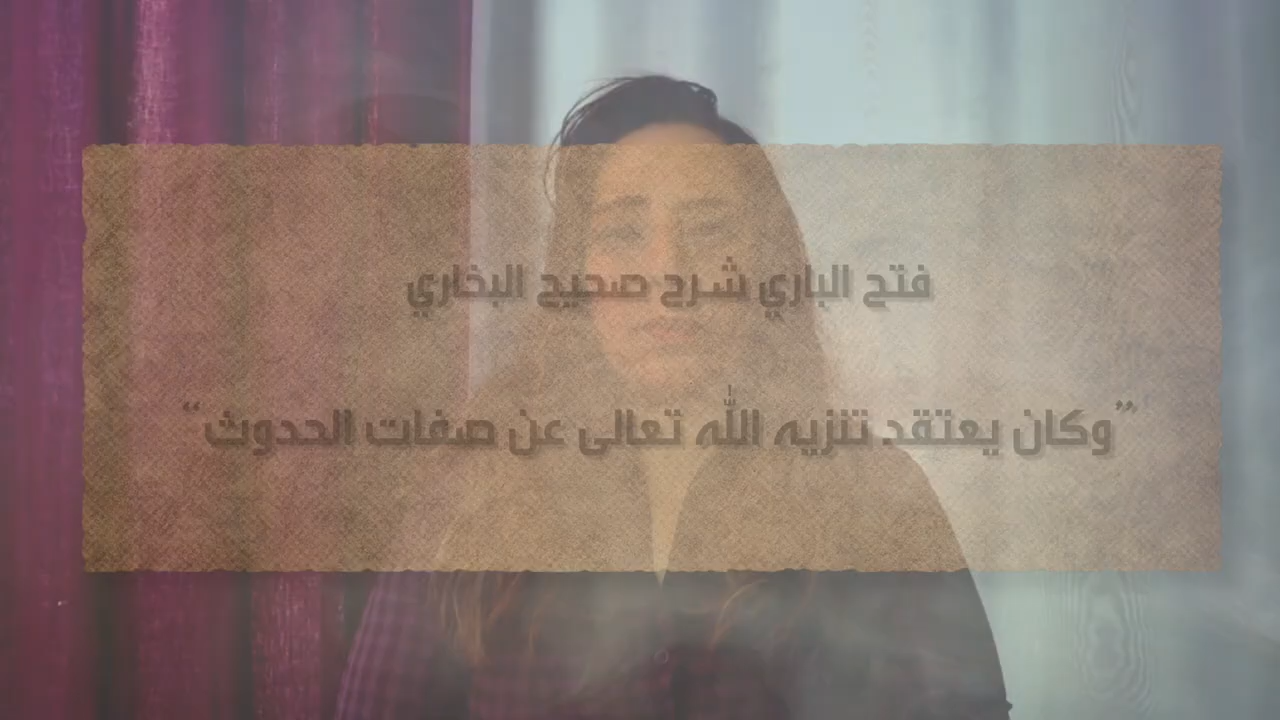 فتح الباري شرح صحيح البخاري
”وكان يعتقد تنزيه الله تعالى عن صفات الحدوث“